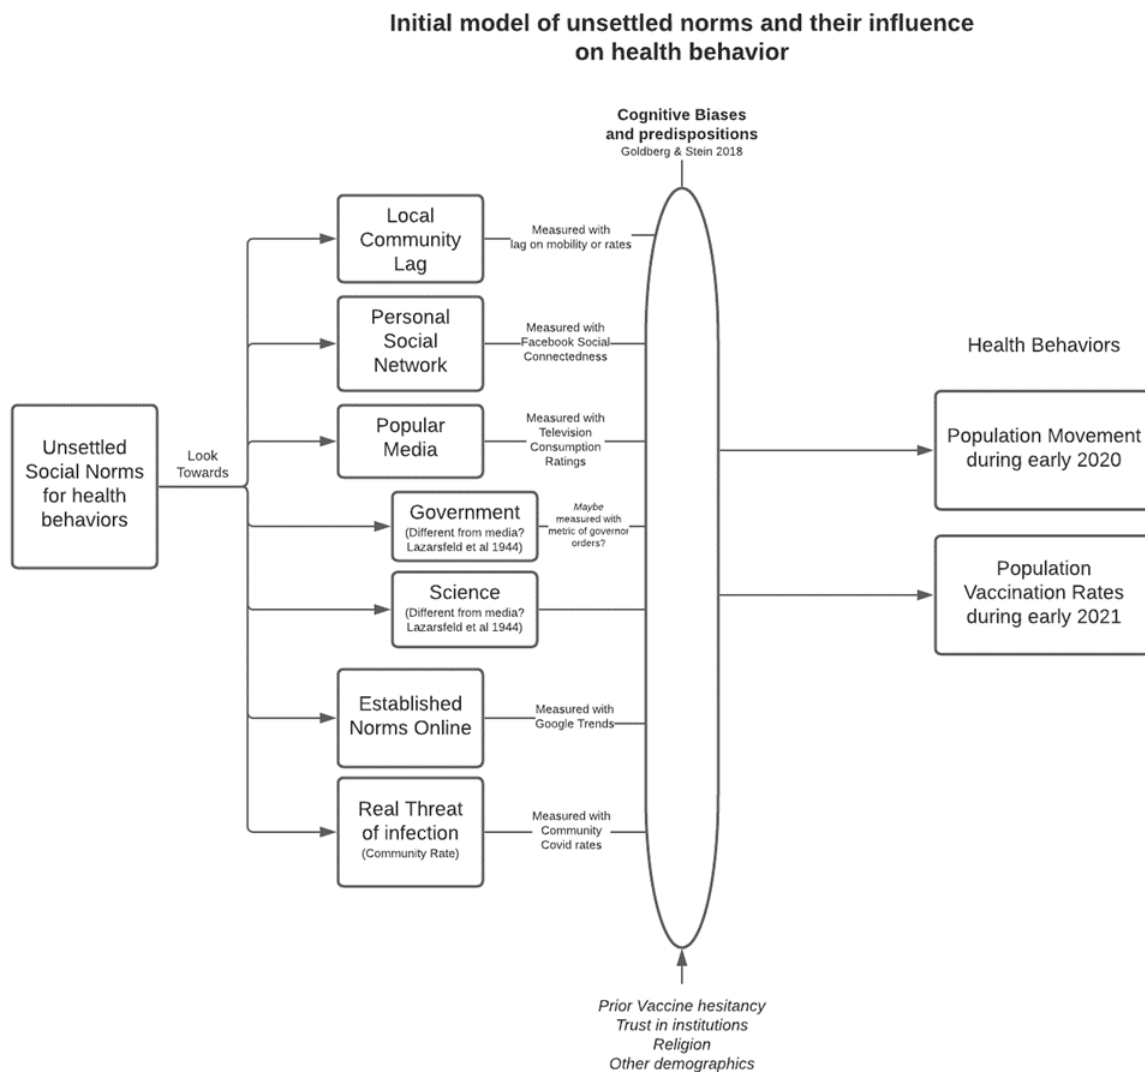 Initial model of unsettled norms and their influence
on health behavior
Cognitive Biases
and predispositions
Goldberg & Stein 2018
Unsettled
Social Norms
for health
behaviors
Look
Towards
Local
Community
Lag
Measured with
lag on mobility or rates
Personal
Social
Network
Measured with
Facebook Social
Connectedness
Popular
Media
Measured with
Television
Consumption
Ratings
Government
(Different from media?
Lazarsfeld et al 1944)
Maybe
measured with
metric of governor
orders?
Science
(Different from media?
Lazarsfeld et al 1944)
Established
Norms Online
Measured with
Google Trends
Real Threat
of infection
(Community Rate)
Measured with
Community
Covid rates
Health Behaviors
Population Movement
during early 2020
Population
Vaccination Rates
during early 2021
Prior Vaccine hesitancy
Trust in institutions
Religion
Other demographics